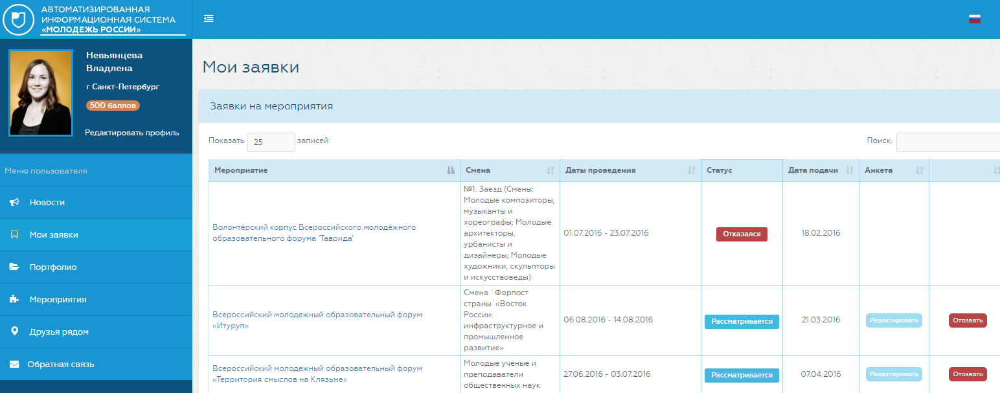 АВТОМАТИЗИРОВАННАЯ
ИНФОРМАЦИОННАЯ СИСТЕМА
«МОЛОДЕЖЬ РОССИИ»
Невьянцева
Владлена
г Санкт-Петербург
500 баллов
Редактировать профиль
Меню пользователя
Новости
Мои заявки
Портфолио
Мероприятия
Друзья рядом
Обратная связь
Мои заявки
Заявки на мероприятия
Показать 25 записей
Поиск:
Мероприятие Смена Даты проведения Статус Дата подачи Анкета
Волонтёрский корпус Всероссийского молодёжного
образовательного форума 'Таврида'
№1. Заезд (Смены:
Молодые композиторы,
музыканты и
хореографы; Молодые
архитекторы,
урбанисты и
дизайнеры; Молодые
художники, скульпторы
и искусствоведы)
01.07.2016 - 23.07.2016
Отказался
18.02.2016
Всероссийский молодежный образовательный форум
«Итуруп»
Смена `Форпост
страны`«Восток
России:
инфраструктурное и
промышленное
развитие»
06.08.2016 - 14.08.2016
Рассматривается
21.03.2016
Редактировать
Отозвать
Всероссийский молодежный образовательный форум
«Территория смыслов на Клязьме»
Молодые ученые и
преподаватели
общественных наук
27.06.2016 - 03.07.2016
Рассматривается
07.04.2016
Редактировать
Отозвать